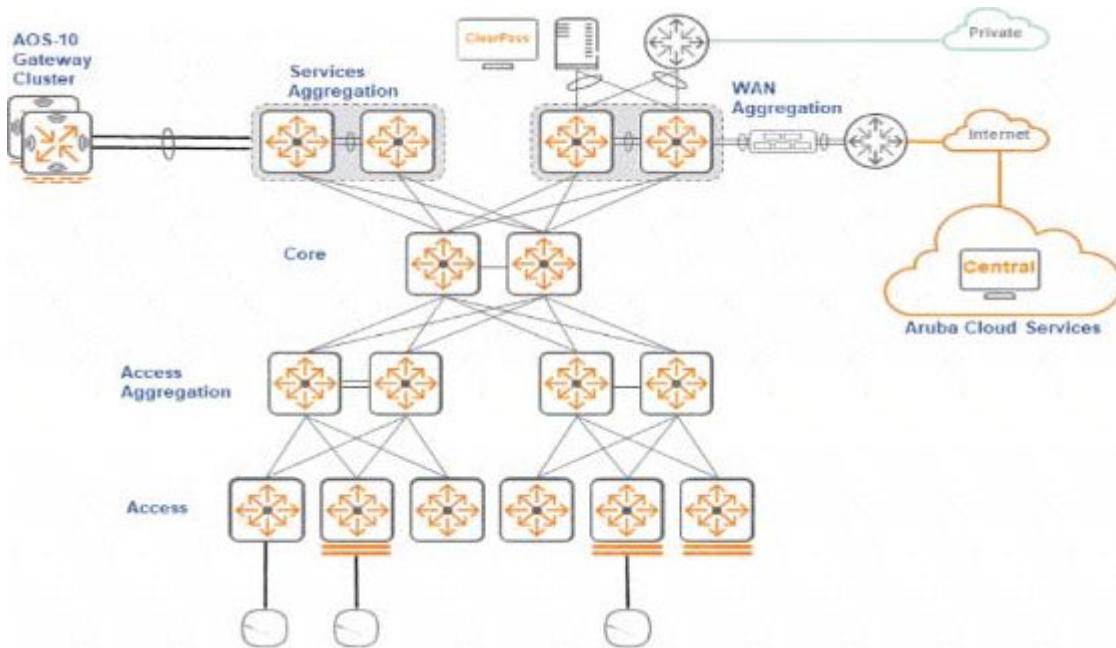 AOS-10
Gateway
Cluster
Services
Aggregation
ClearPass
WAN
Aggregation
Private
Internet
Core
Central
Aruba Cloud Services
Access
Aggregation
Access